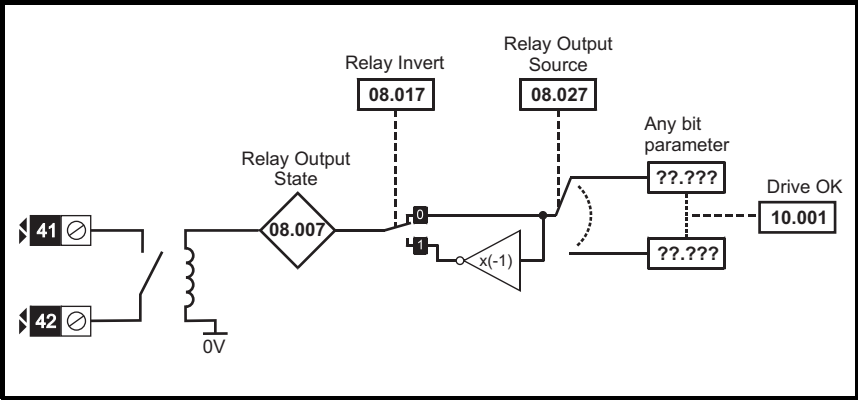 Relay Output
Source
Relay Invert
08.017
08.027
Any bit
parameter
Relay Output
State
??.???
Drive OK
10.001
41
08.007
0
1
x(-1)
??.???
42
0V